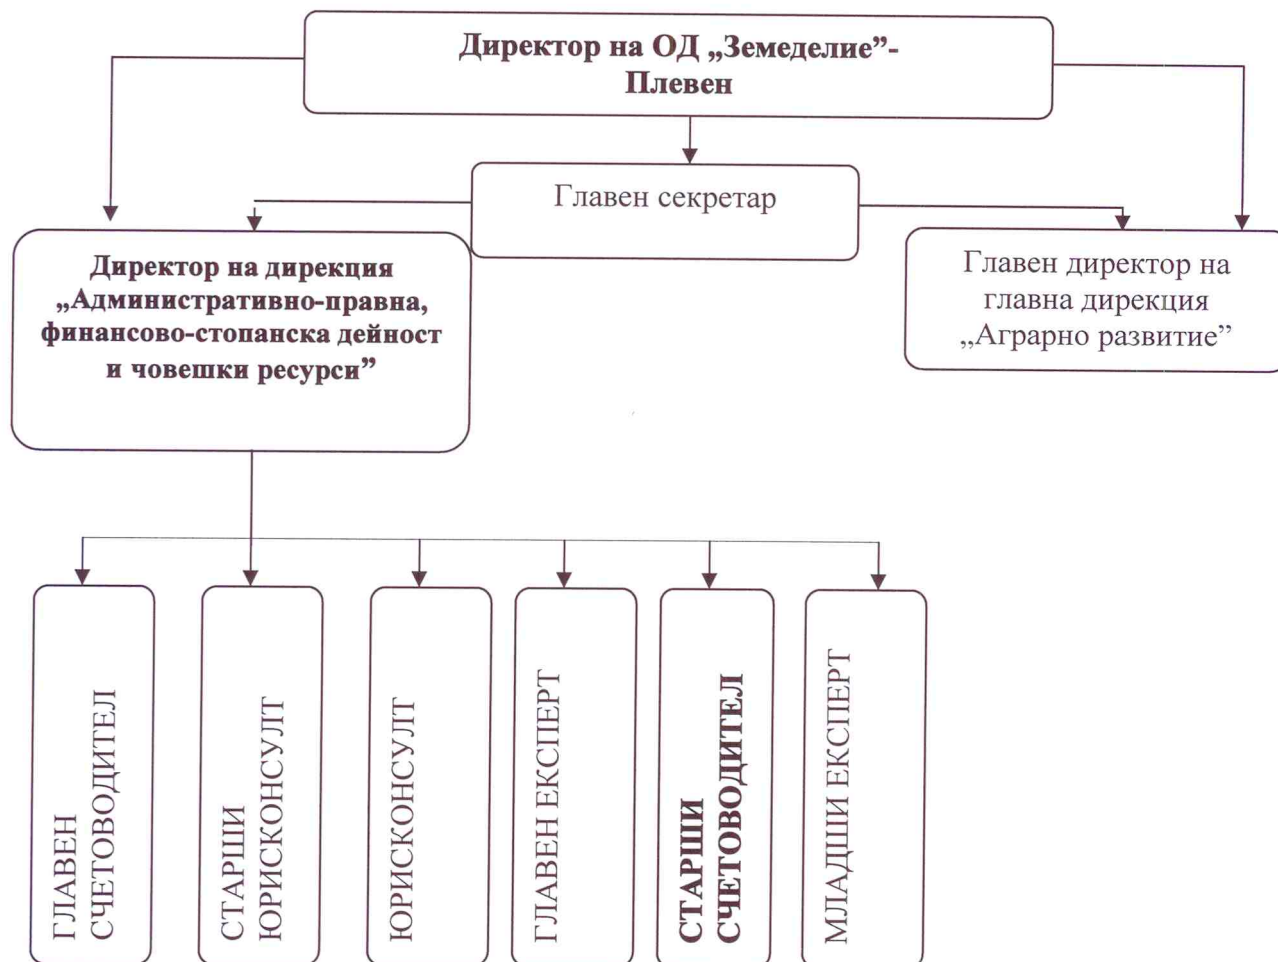 Директор на ОД „Земеделие”-
Плевен
Главен секретар
Директор на дирекция
„Административно-правна,
финансово-стопанска дейност
и човешки ресурси”
Главен директор на
главна дирекция
„Аграрно развитие”
ГЛАВЕН
СЧЕТОВОДИТЕЛ
СТАРШИ
ЮРИСКОНСУЛТ
ЮРИСКОНСУЛТ
ГЛАВЕН ЕКСПЕРТ
СТАРШИ
СЧЕТОВОДИТЕЛ
МЛАДШИ ЕКСПЕРТ